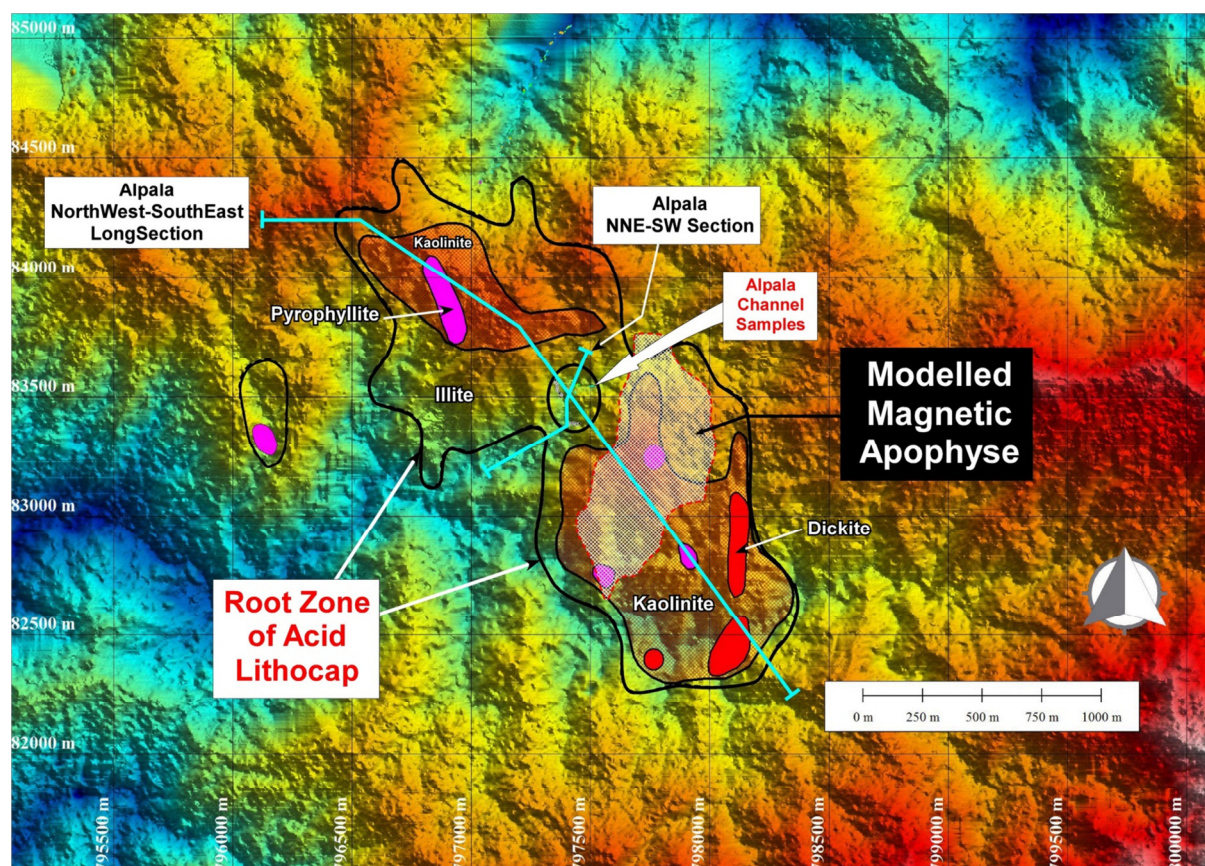 85000 m
84500 m
Alpala
NorthWest-SouthEast
LongSection
Alpala
NNE-SW Section
Kaolinite
84000 m
Alpala
Channel
Samples
Pyrophyllite
Modelled
Magnetic
Apophyse
83500 m
Illite
83000 m
Dickite
Root Zone
of Acid
Lithocap
Kaolinite
82500 m
0 m 250 m 500 m 750 m 1000 m
82000 m
795500 m
796000 m
796500 m
797000 m
797500 m
798000 m
798500 m
799000 m
799500 m
800000 m